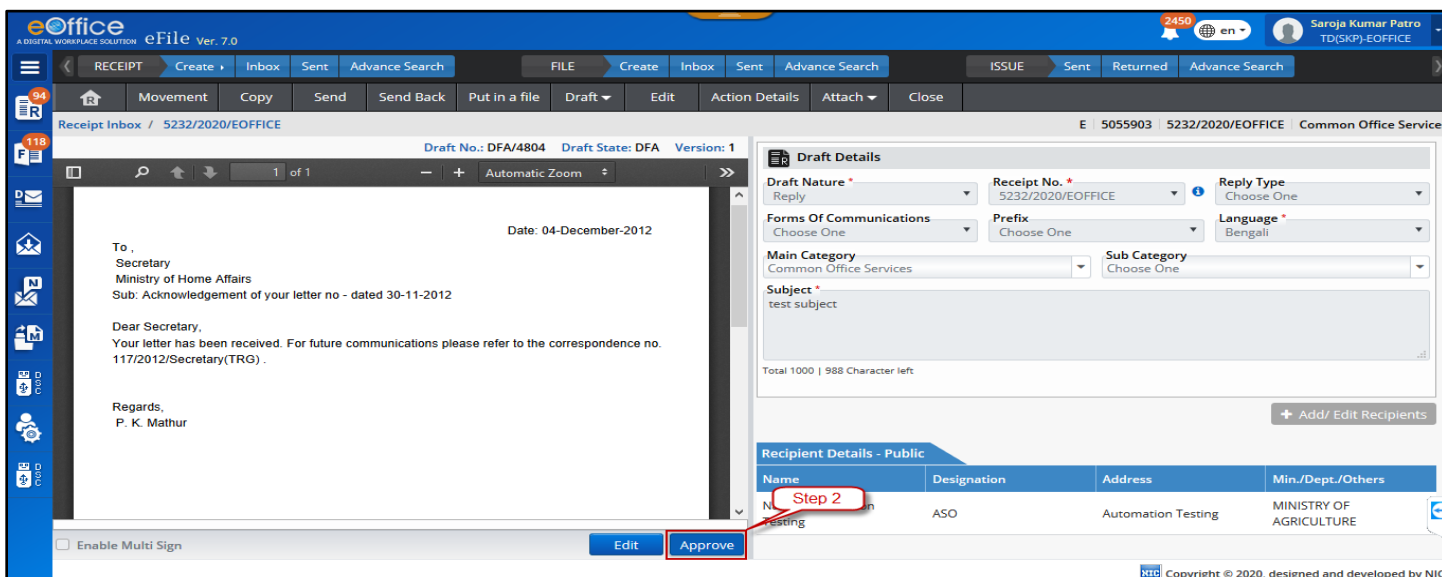 eOffice
A DIGITAL WORKPLACE SOLUTION eFile Ver. 7.0
2450
en
Saroja Kumar Patro
TD(SKP)-EOFFICE
RECEIPT Create Inbox Sent Advance Search FILE Create Inbox Sent Advance Search ISSUE Sent Returned Advance Search
94
R Movement Copy Send Send Back Put in a file Draft Edit Action Details Attach Close
Receipt Inbox / 5232/2020/EOFFICE E 5055903 5232/2020/EOFFICE Common Office Service
118
Draft No.: DFA/4804 Draft State: DFA Version: 1
1 of 1 Automatic Zoom
Date: 04-December-2012
To ,
Secretary
Ministry of Home Affairs
Sub: Acknowledgement of your letter no - dated 30-11-2012
Dear Secretary,
Your letter has been received. For future communications please refer to the correspondence no.
117/2012/Secretary(TRG) .
Regards,
P. K. Mathur
Enable Multi Sign Edit Approve
Step 2
Draft Details
Draft Nature * Receipt No. * Reply Type
Reply 5232/2020/EOFFICE Choose One
Forms Of Communications Prefix Language *
Choose One Choose One Bengali
Main Category Sub Category
Common Office Services Choose One
Subject *
test subject
Total 1000 | 988 Character left
+ Add/ Edit Recipients
Recipient Details - Public
Name Designation Address Min./Dept./Others
Testing ASO Automation Testing MINISTRY OF
AGRICULTURE
R
F
D
N
M
DSC
DSC
NIC Copyright © 2020, designed and developed by NIC